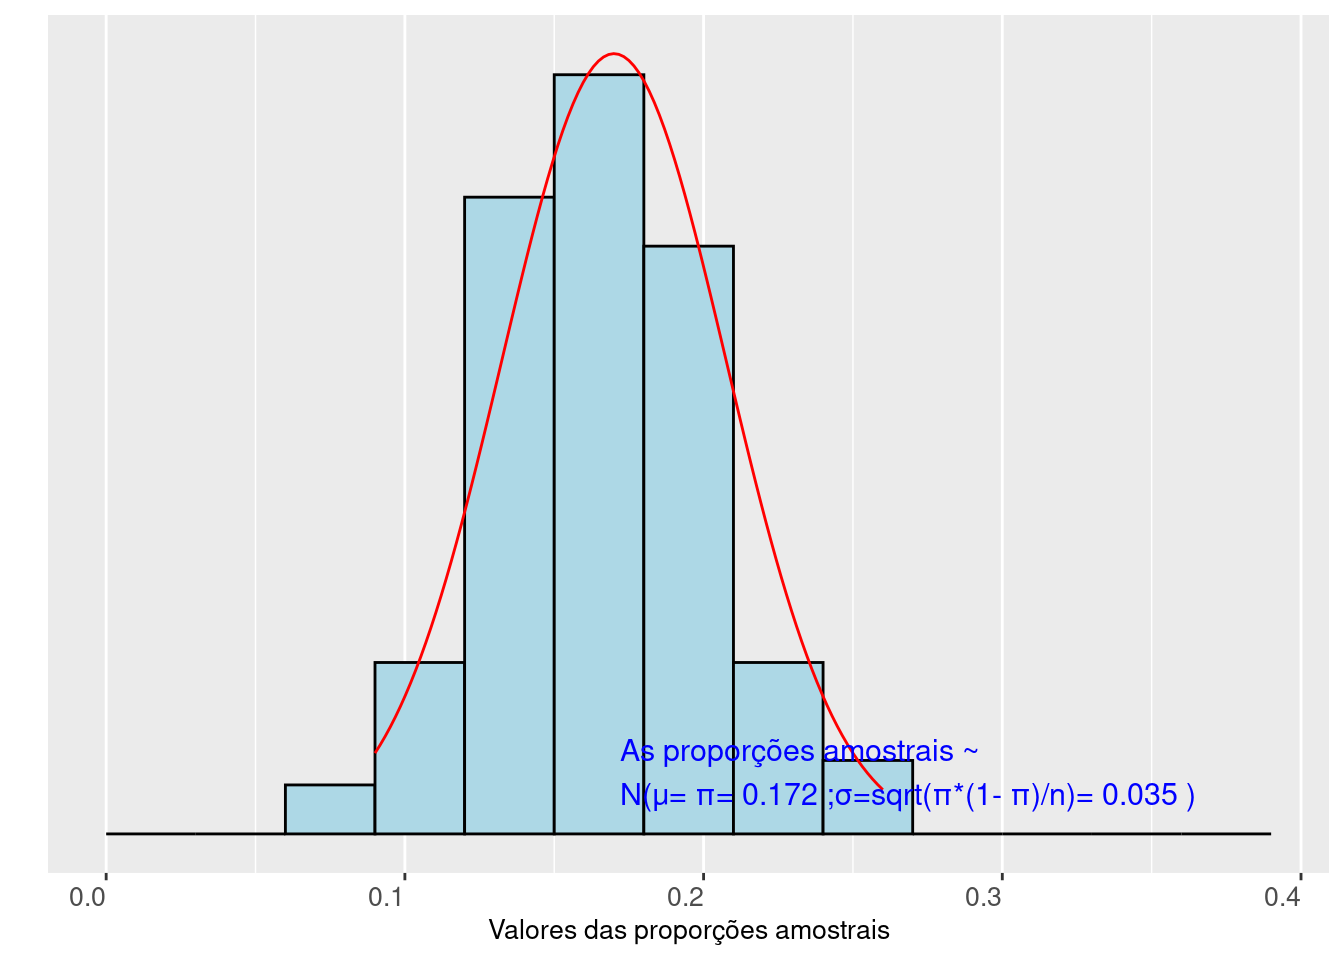 As proporções amostrais ~
N(μ= π= 0.172 ;σ=sqrt(π*(1- π)/n)= 0.035 )
0.0 0.1 0.2 0.3 0.4
Valores das proporções amostrais